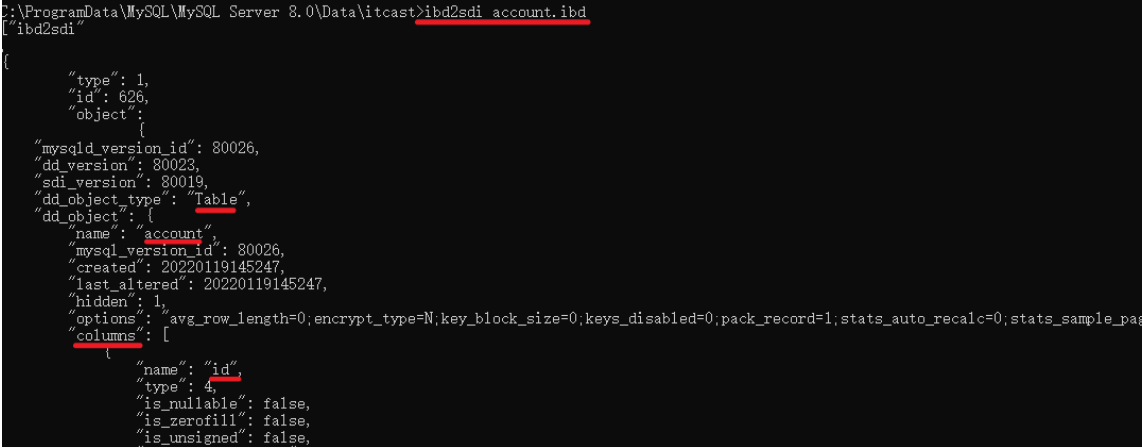 C:\ProgramData\MySQL\MySQL Server 8.0\Data\itcast>ibd2sdi account.ibd
["ibd2sdi"
,
{
"type": 1,
"id": 626,
"object":
{
"mysqld_version_id": 80026,
"dd_version": 80023,
"sdi_version": 80019,
"dd_object_type": "Table",
"dd_object": {
"name": "account",
"mysql_version_id": 80026,
"created": 20220119145247,
"last_altered": 20220119145247,
"hidden": 1,
"options": "avg_row_length=0;encrypt_type=N;key_block_size=0;keys_disabled=0;pack_record=1;stats_auto_recalc=0;stats_sample_pag
"columns": [
{
"name": "id",
"type": 4,
"is_nullable": false,
"is_zerofill": false,
"is_unsigned": false,